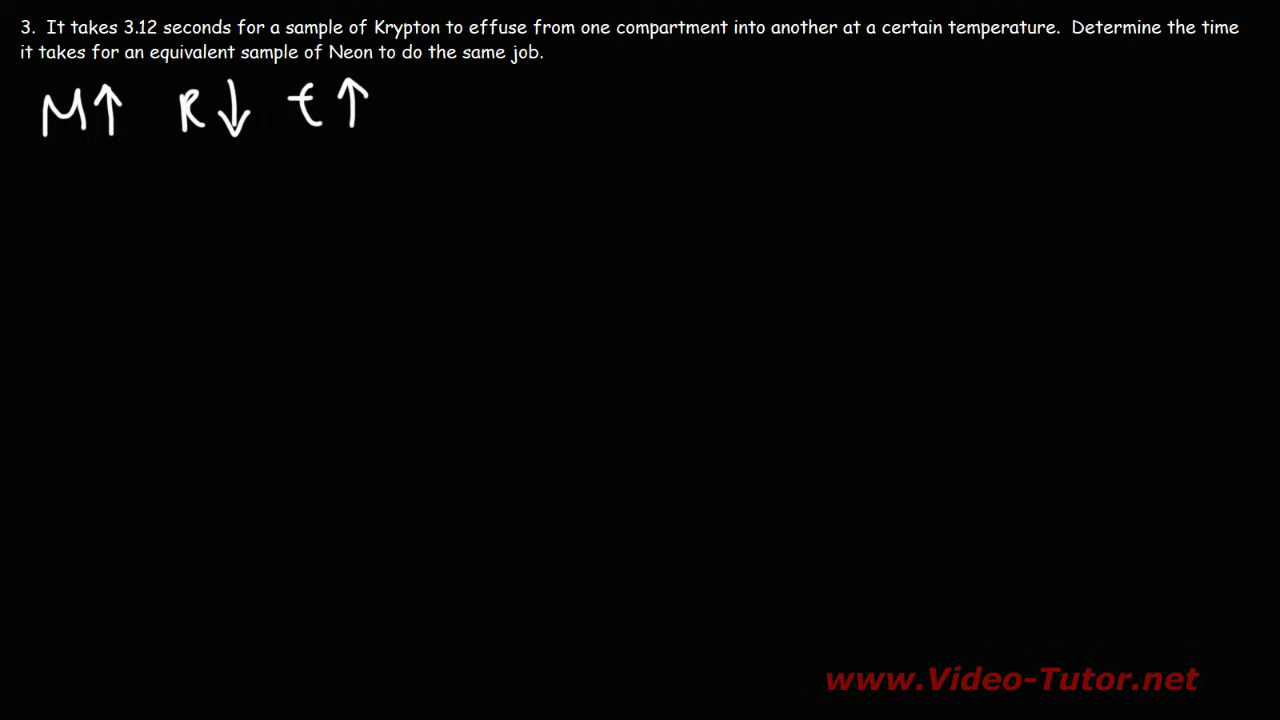 3. It takes 3.12 seconds for a sample of Krypton to effuse from one compartment into another at a certain temperature. Determine the time
it takes for an equivalent sample of Neon to do the same job.
M↑ R↓ t↑
www.Video-Tutor.net